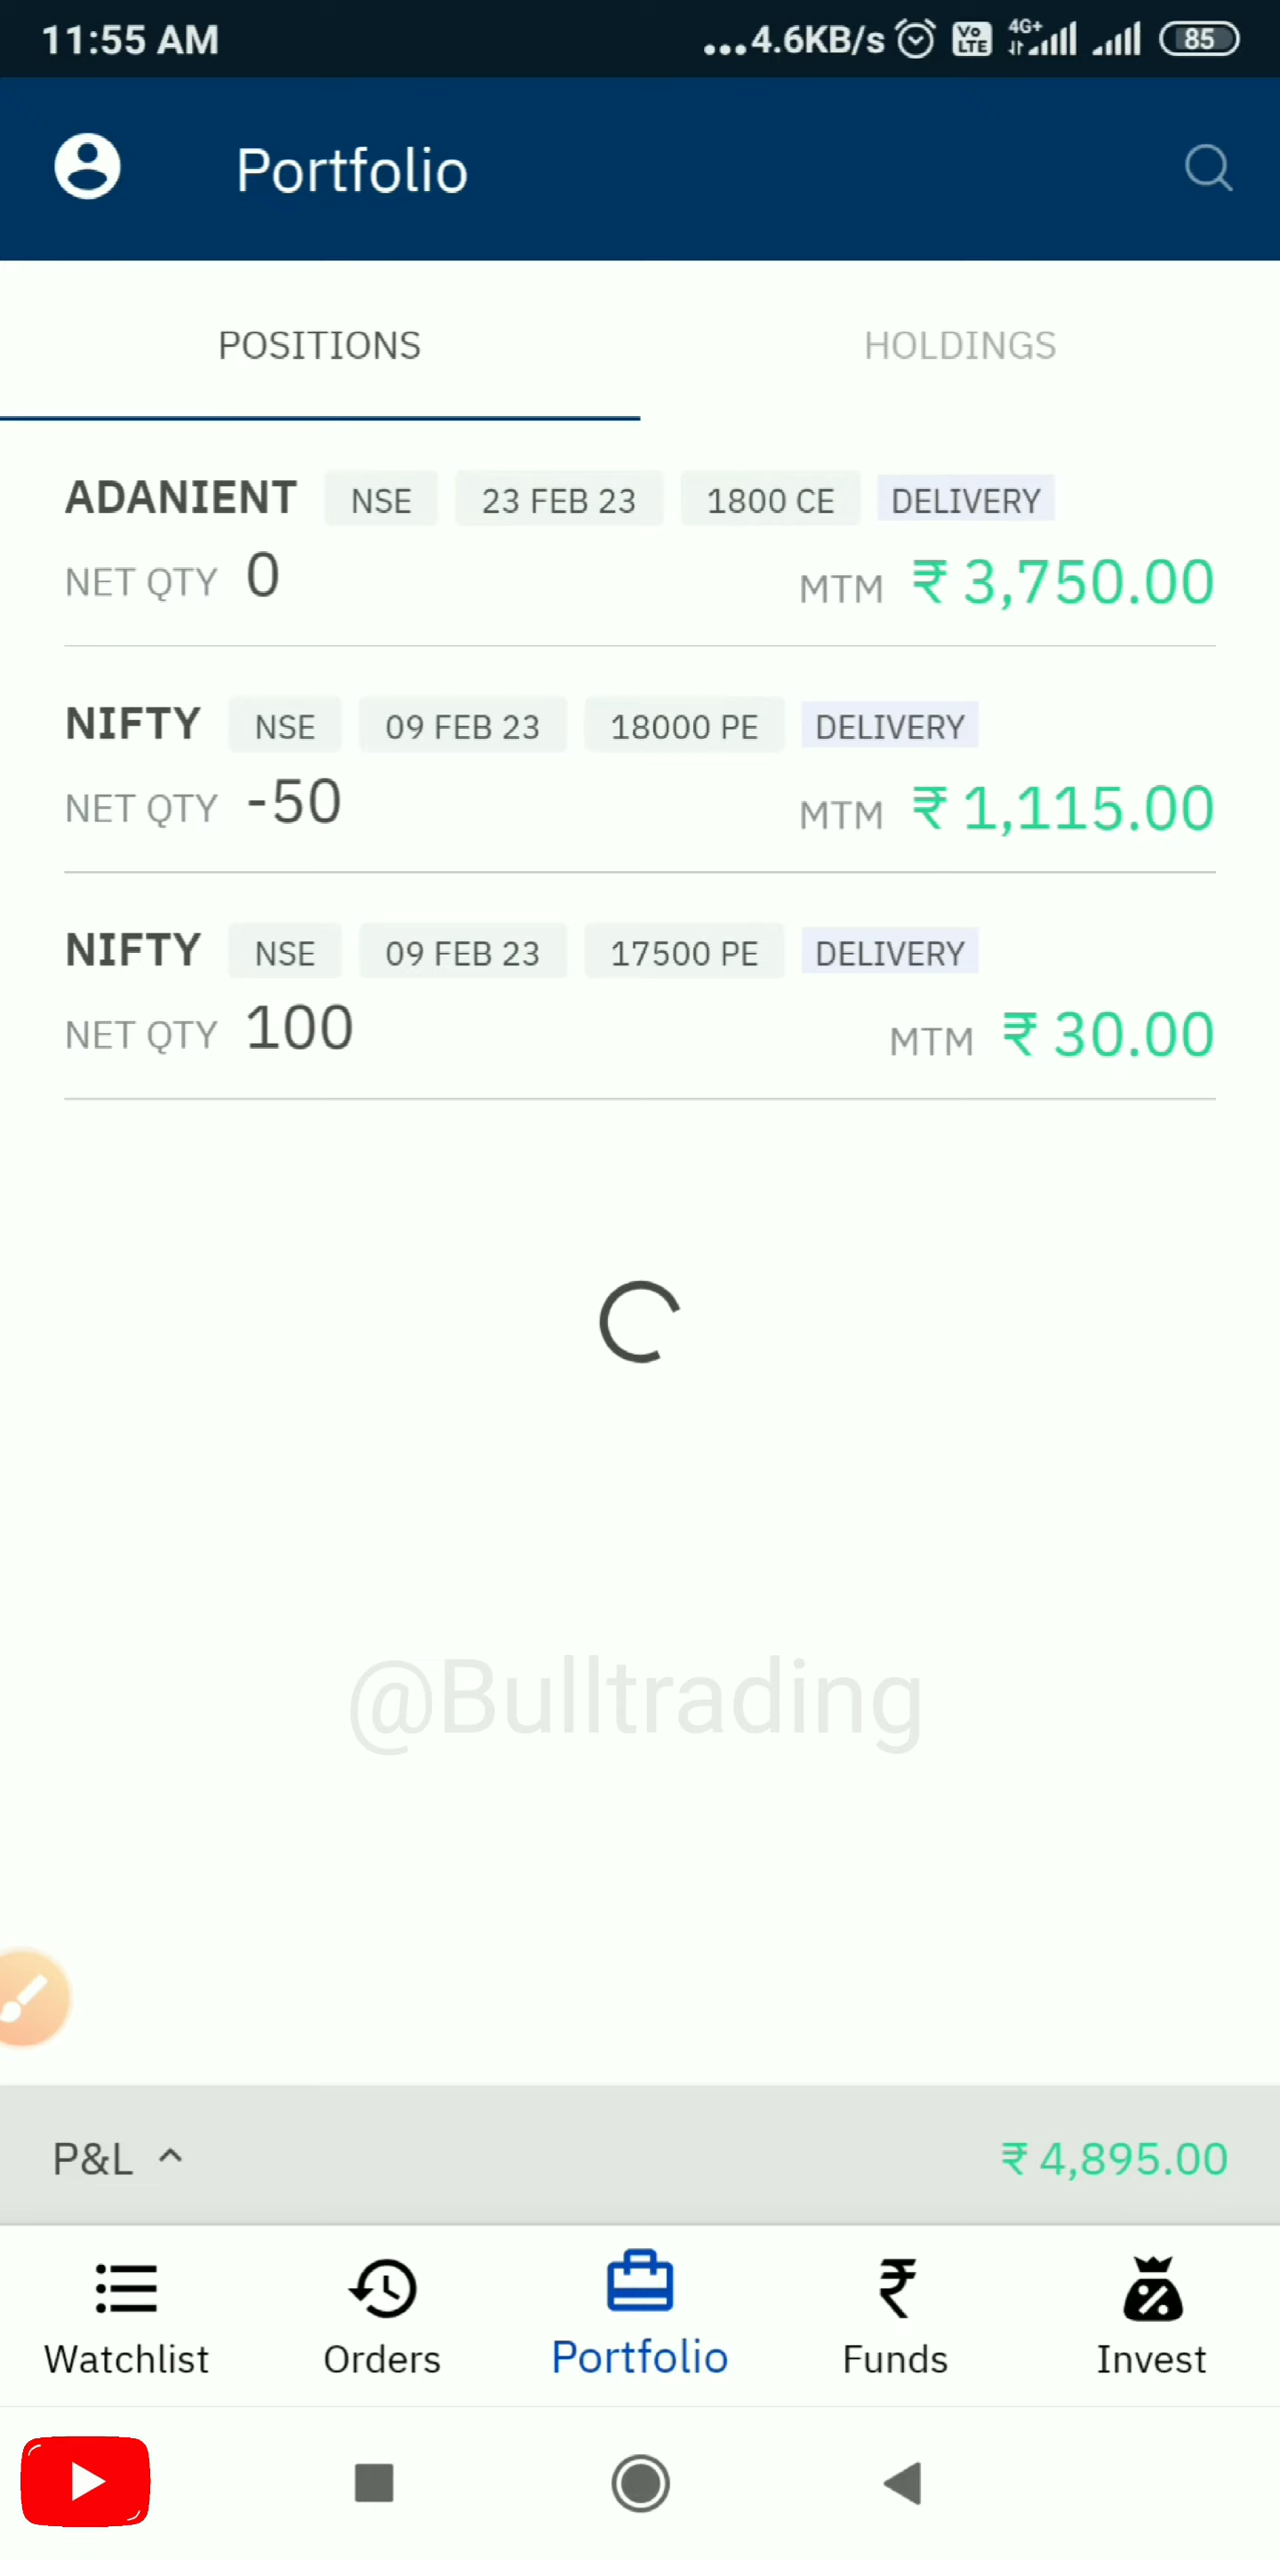 11:55 AM ...4.6KB/s Vo LTE 4G+ 85
Portfolio
POSITIONS HOLDINGS
ADANIENT NSE 23 FEB 23 1800 CE DELIVERY
NET QTY 0 MTM ₹ 3,750.00
NIFTY NSE 09 FEB 23 18000 PE DELIVERY
NET QTY -50 MTM ₹ 1,115.00
NIFTY NSE 09 FEB 23 17500 PE DELIVERY
NET QTY 100 MTM ₹ 30.00
@Bulltrading
P&L ₹ 4,895.00
Watchlist Orders Portfolio Funds Invest